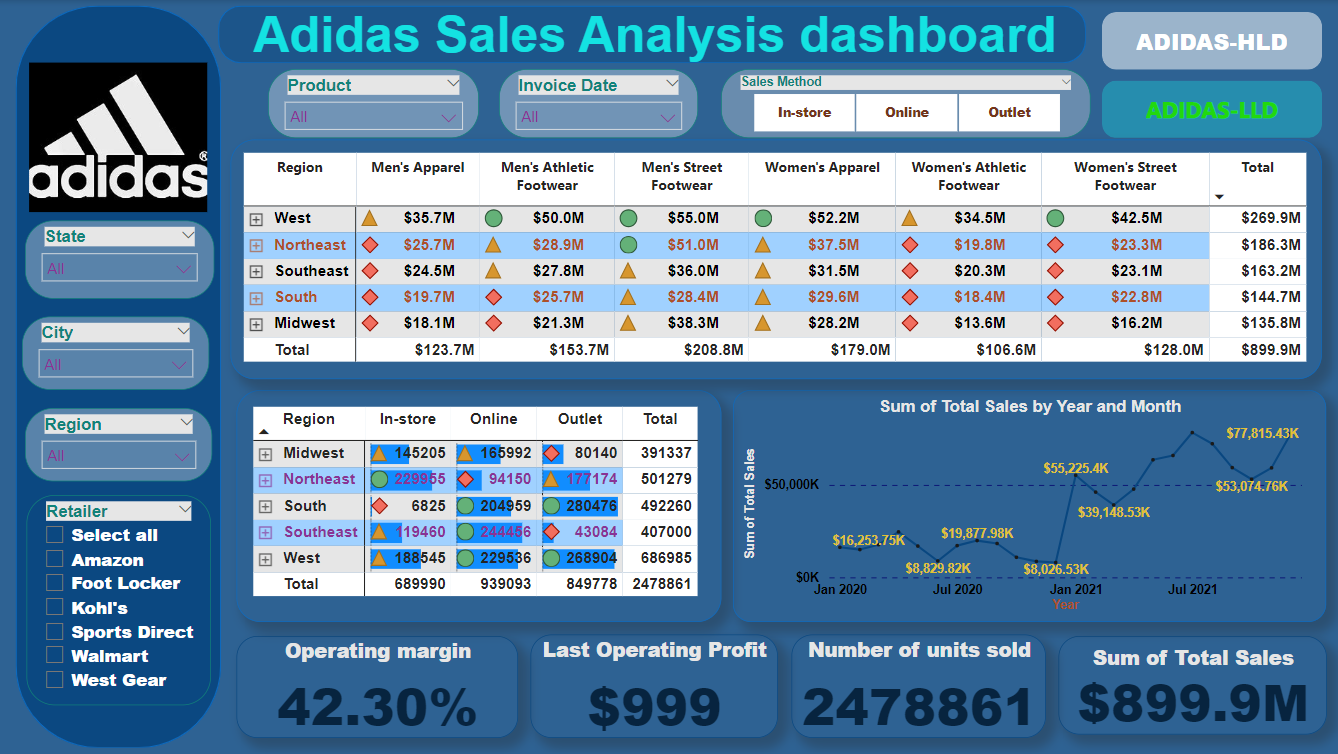 Adidas Sales Analysis dashboard
ADIDAS-HLD
ADIDAS-LLD
adidas®
Product
All
Invoice Date
All
Sales Method
In-store Online Outlet
State
All
City
All
Region
All
Retailer
Select all
Amazon
Foot Locker
Kohl's
Sports Direct
Walmart
West Gear
Region Men's Apparel Men's Athletic Footwear Men's Street Footwear Women's Apparel Women's Athletic Footwear Women's Street Footwear Total
West $35.7M $50.0M $55.0M $52.2M $34.5M $42.5M $269.9M
Northeast $25.7M $28.9M $51.0M $37.5M $19.8M $23.3M $186.3M
Southeast $24.5M $27.8M $36.0M $31.5M $20.3M $23.1M $163.2M
South $19.7M $25.7M $28.4M $29.6M $18.4M $22.8M $144.7M
Midwest $18.1M $21.3M $38.3M $28.2M $13.6M $16.2M $135.8M
Total $123.7M $153.7M $208.8M $179.0M $106.6M $128.0M $899.9M
Region In-store Online Outlet Total
Midwest 145205 165992 80140 391337
Northeast 229955 94150 177174 501279
South 6825 204959 280476 492260
Southeast 119460 244456 43084 407000
West 188545 229536 268904 686985
Total 689990 939093 849778 2478861
Sum of Total Sales by Year and Month
Sum of Total Sales
$50,000K
$0K
$16,253.75K
$8,829.82K
$19,877.98K
$8,026.53K
$55,225.4K
$39,148.53K
$53,074.76K
$77,815.43K
Jan 2020 Jul 2020 Jan 2021 Jul 2021
Year
Operating margin
42.30%
Last Operating Profit
$999
Number of units sold
2478861
Sum of Total Sales
$899.9M